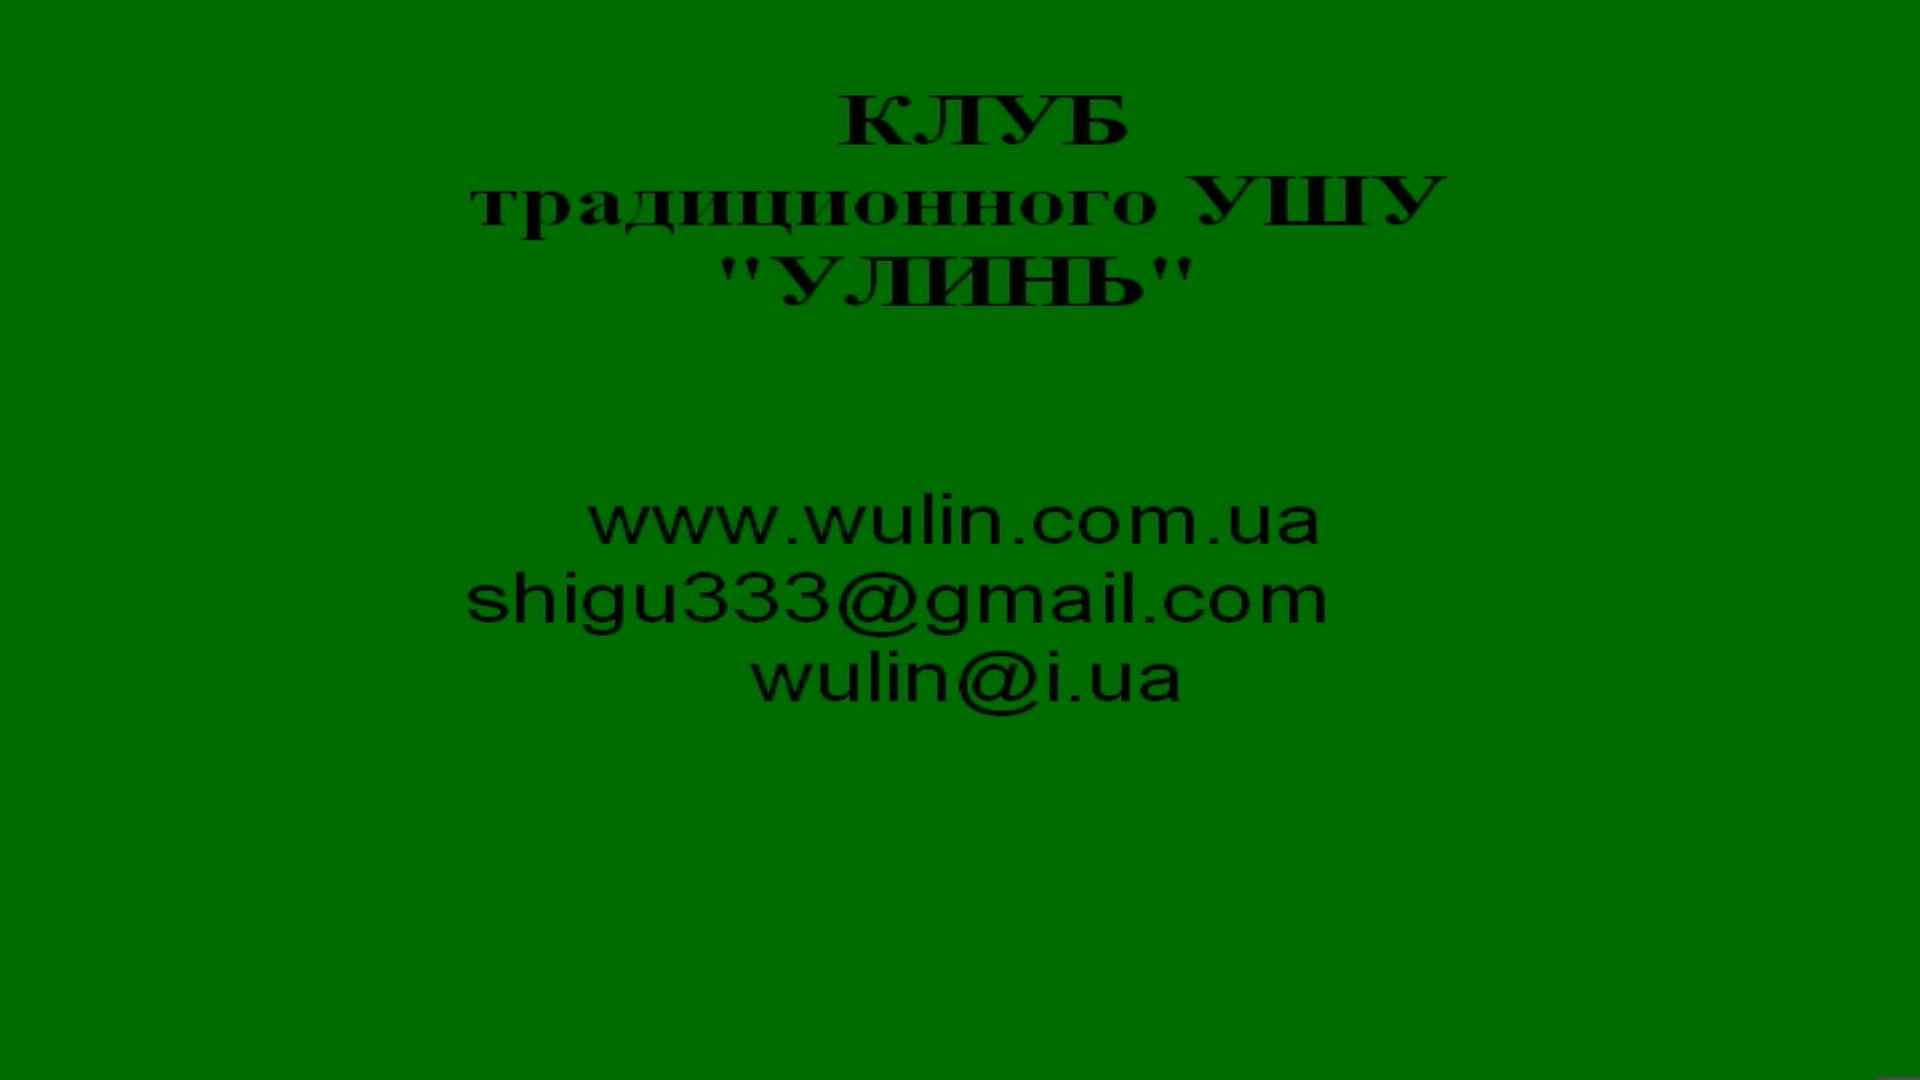 КЛУБ
традиционного УШУ
"УЛИНЬ"
www.wulin.com.ua
shigu333@gmail.com
wulin@i.ua